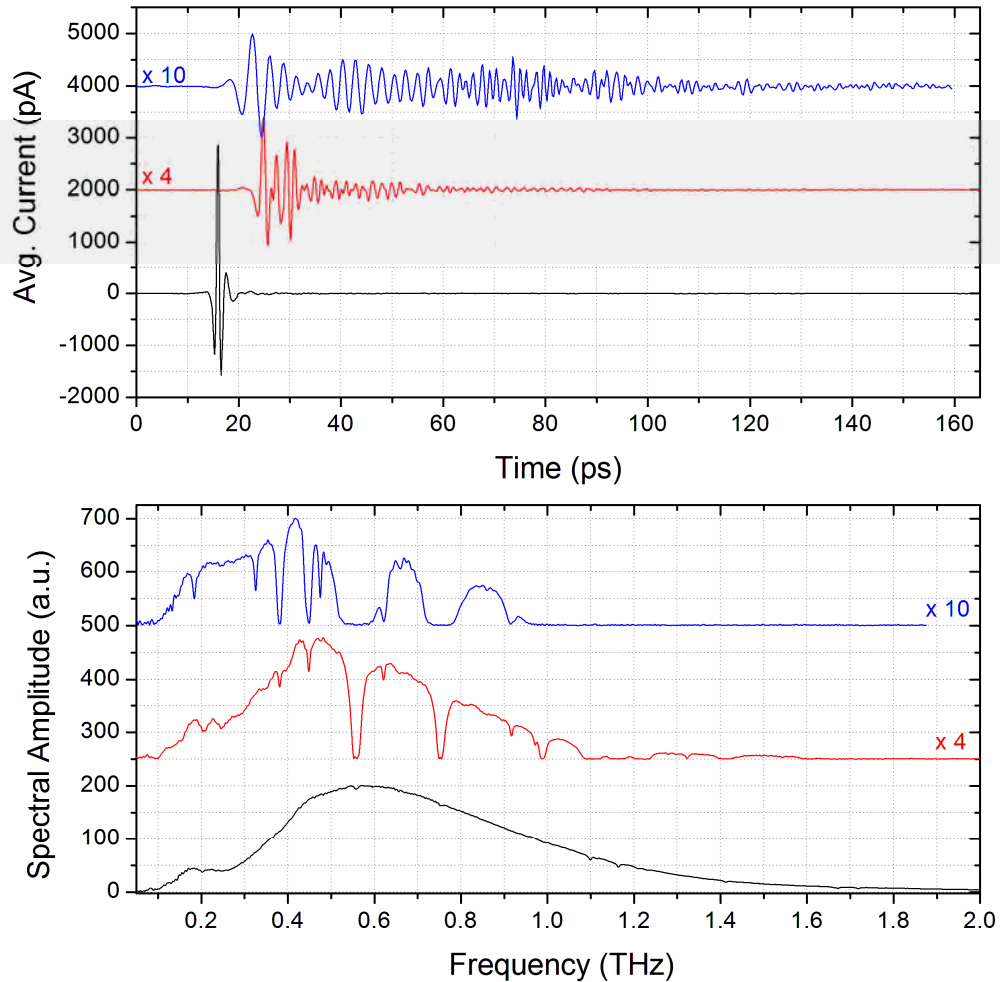 5000
4000
3000
2000
1000
0
-1000
-2000
Avg. Current (pA)
x 10
x 4
0 20 40 60 80 100 120 140 160
Time (ps)
700
600
500
400
300
200
100
0
Spectral Amplitude (a.u.)
x 10
x 4
0.2 0.4 0.6 0.8 1.0 1.2 1.4 1.6 1.8 2.0
Frequency (THz)